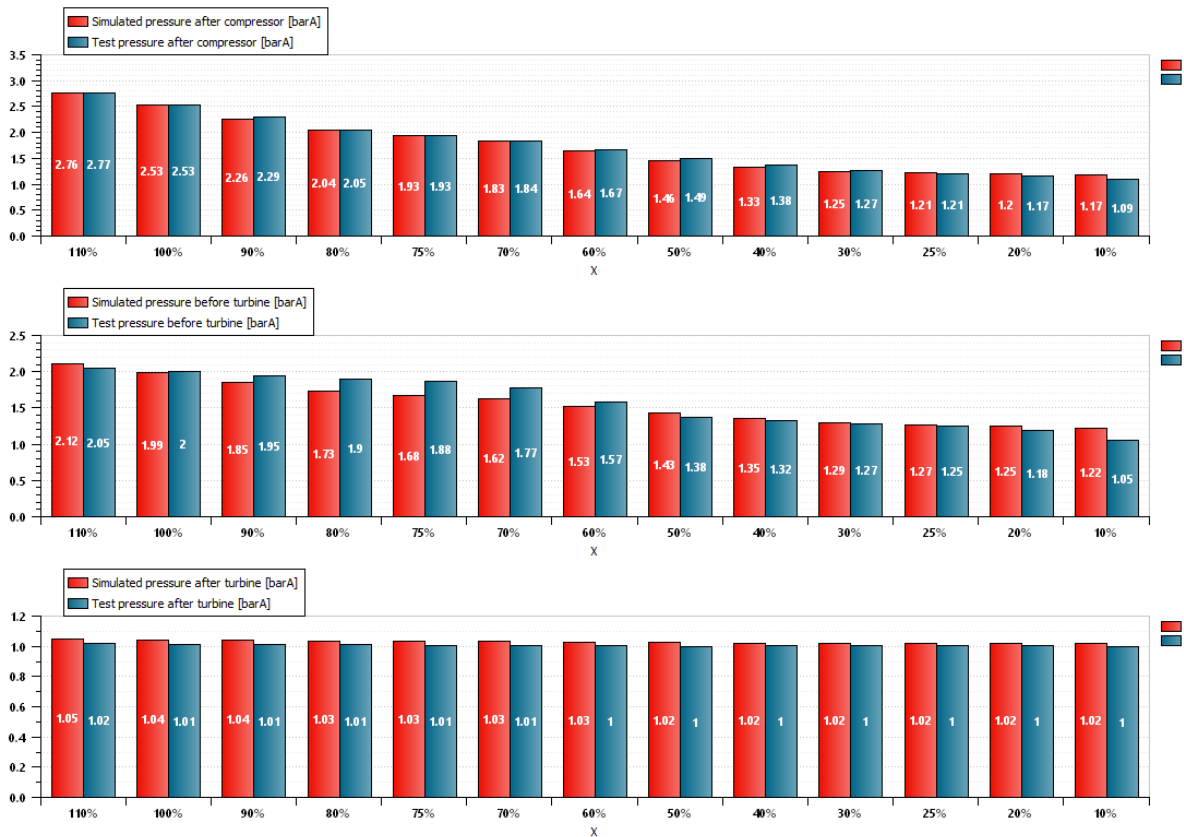 Simulated pressure after compressor [barA]
Test pressure after compressor [barA]
3.5
3.0
2.5
2.0
1.5
1.0
0.5
0.0
2.76 2.77 2.53 2.53 2.26 2.29 2.04 2.05 1.93 1.93 1.83 1.84 1.64 1.67 1.46 1.49 1.33 1.38 1.25 1.27 1.21 1.21 1.2 1.17 1.17 1.09
110% 100% 90% 80% 75% 70% 60% 50% 40% 30% 25% 20% 10%
X
Simulated pressure before turbine [barA]
Test pressure before turbine [barA]
2.5
2.0
1.5
1.0
0.5
0.0
2.12 2.05 1.99 2 1.85 1.95 1.73 1.9 1.68 1.88 1.62 1.77 1.53 1.57 1.43 1.38 1.35 1.32 1.29 1.27 1.27 1.25 1.25 1.18 1.22 1.05
110% 100% 90% 80% 75% 70% 60% 50% 40% 30% 25% 20% 10%
X
Simulated pressure after turbine [barA]
Test pressure after turbine [barA]
1.2
1.0
0.8
0.6
0.4
0.2
0.0
1.05 1.02 1.04 1.01 1.04 1.01 1.03 1.01 1.03 1.01 1.03 1.01 1.03 1 1.02 1 1.02 1 1.02 1 1.02 1 1.02 1 1.02 1
110% 100% 90% 80% 75% 70% 60% 50% 40% 30% 25% 20% 10%
X